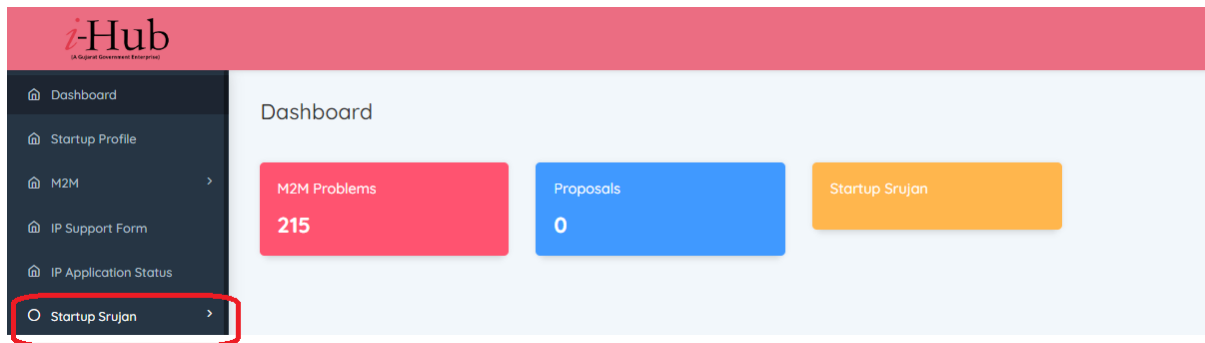 i-Hub
(A Gujarat Government Enterprise)
Dashboard
Startup Profile
M2M
IP Support Form
IP Application Status
Startup Srujan
Dashboard
M2M Problems
215
Proposals
0
Startup Srujan